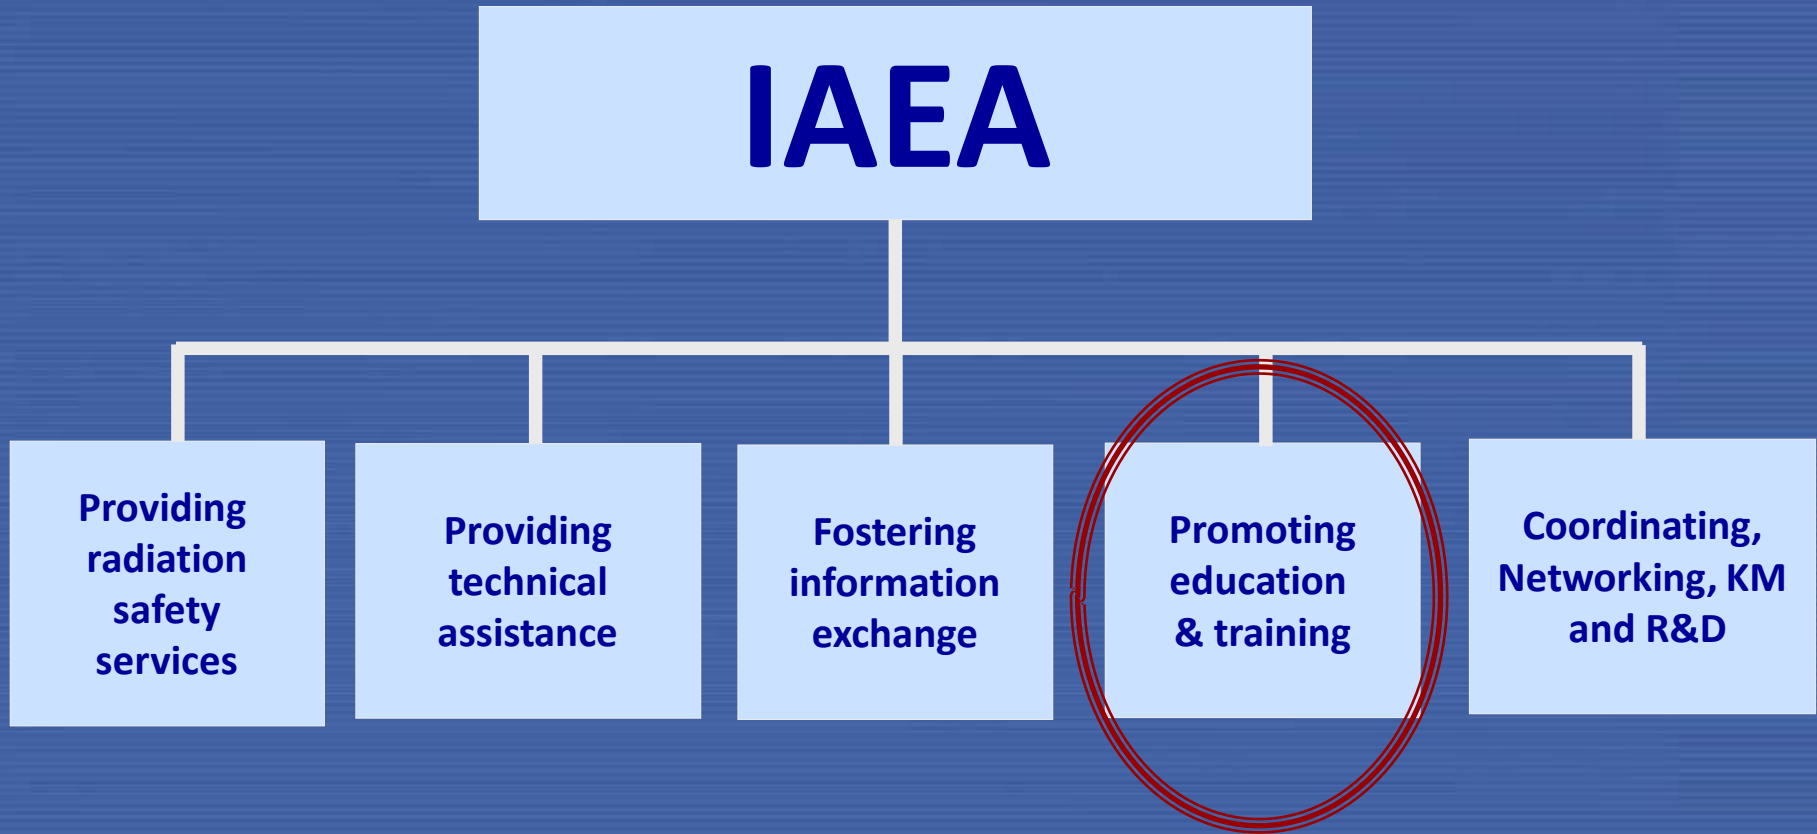 IAEA
Providing
radiation
safety
services
Providing
technical
assistance
Fostering
information
exchange
Promoting
education
& training
Coordinating,
Networking, KM
and R&D